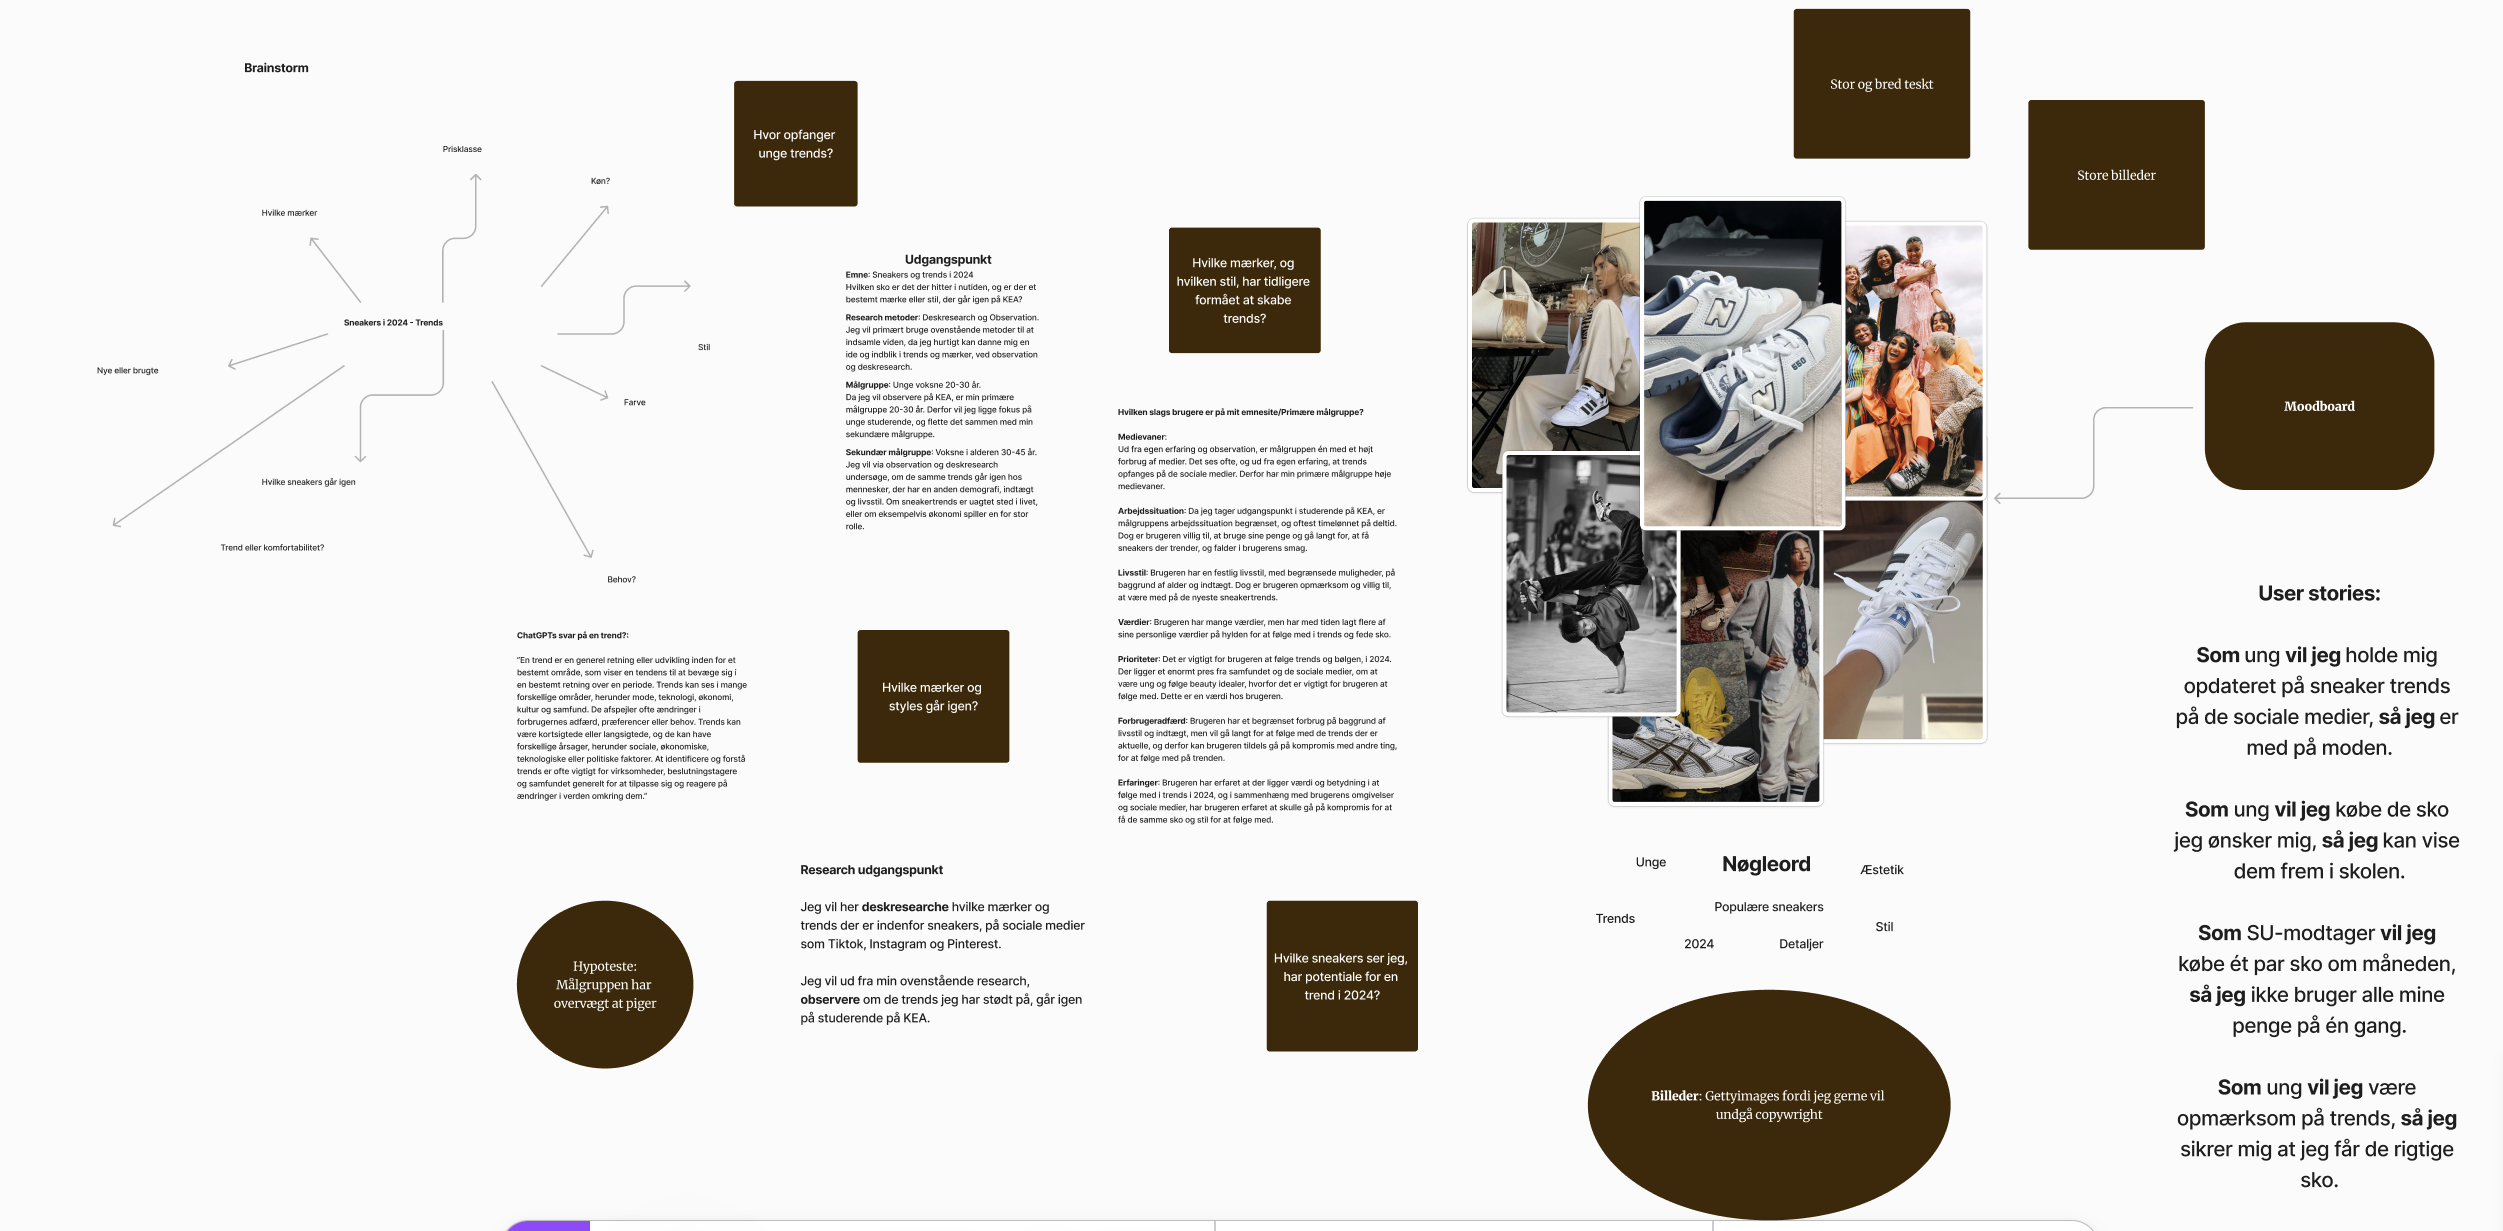 Brainstorm
Prisklasse
Køn?
Hvilke mærker
Sneakers i 2024 - Trends
Stil
Nye eller brugte
Farve
Hvilke sneakers går igen
Trend eller komfortabilitet?
Behov?
Hvor opfanger
unge trends?
Udgangspunkt
Emne: Sneakers og trends i 2024
Hvilken sko er det der hitter i nutiden, og er der et
bestemt mærke eller stil, der går igen på KEA?
Research metoder: Deskresearch og Observation.
Jeg vil primært bruge ovenstående metoder til at
indsamle viden, da jeg hurtigt kan danne mig en
ide og indblik i trends og mærker, ved observation
og deskresearch.
Målgruppe: Unge voksne 20-30 år.
Da jeg vil observere på KEA, er min primære
målgruppe 20-30 år. Derfor vil jeg ligge fokus på
unge studerende, og flette det sammen med min
sekundære målgruppe.
Sekundær målgruppe: Voksne i alderen 30-45 år.
Jeg vil via observation og deskresearch
undersøge, om de samme trends går igen hos
mennesker, der har en anden demografi, indtægt
og livsstil. Om sneakertrends er uagtet sted i livet,
eller om eksempelvis økonomi spiller en for stor
rolle.
ChatGPTs svar på en trend?:
"En trend er en generel retning eller udvikling inden for et
bestemt område, som viser en tendens til at bevæge sig i
en bestemt retning over en periode. Trends kan ses i mange
forskellige områder, herunder mode, teknologi, økonomi,
kultur og samfund. De afspejler ofte ændringer i
forbrugernes adfærd, præferencer eller behov. Trends kan
være kortsigtede eller langsigtede, og de kan have
forskellige årsager, herunder sociale, økonomiske,
teknologiske eller politiske faktorer. At identificere og forstå
trends er ofte vigtigt for virksomheder, beslutningstagere
og samfundet generelt for at tilpasse sig og reagere på
ændringer i verden omkring dem."
Hvilke mærker og
styles går igen?
Hvilke mærker, og
hvilken stil, har tidligere
formået at skabe
trends?
Hvilken slags brugere er på mit emnesite/Primære målgruppe?
Medievaner:
Ud fra egen erfaring og observation, er målgruppen én med et højt
forbrug af medier. Det ses ofte, og ud fra egen erfaring, at trends
opfanges på de sociale medier. Derfor har min primære målgruppe høje
medievaner.
Arbejdssituation: Da jeg tager udgangspunkt i studerende på KEA, er
målgruppens arbejdssituation begrænset, og oftest timelønnet på deltid.
Dog er brugeren villig til, at bruge sine penge og gå langt for, at få
sneakers der trender, og falder i brugerens smag.
Livsstil: Brugeren har en festlig livsstil, med begrænsede muligheder, på
baggrund af alder og indtægt. Dog er brugeren opmærksom og villig til,
at være med på de nyeste sneakertrends.
Værdier: Brugeren har mange værdier, men har med tiden lagt flere af
sine personlige værdier på hylden for at følge med i trends og fede sko.
Prioriteter: Det er vigtigt for brugeren at følge trends og bølgen, i 2024.
Der ligger et enormt pres fra samfundet og de sociale medier, om at
være ung og følge beauty idealer, hvorfor det er vigtigt for brugeren at
følge med. Dette er en værdi hos brugeren.
Forbrugeradfærd: Brugeren har et begrænset forbrug på baggrund af
livsstil og indtægt, men vil gå langt for at følge med de trends der er
aktuelle, og derfor kan brugeren tildels gå på kompromis med andre ting,
for at følge med på trenden.
Erfaringer: Brugeren har erfaret at der ligger værdi og betydning i at
følge med i trends i 2024, og i sammenhæng med brugerens omgivelser
og sociale medier, har brugeren erfaret at skulle gå på kompromis for at
få de samme sko og stil for at følge med.
Hypoteste:
Målgruppen har
overvægt at piger
Research udgangspunkt
Jeg vil her deskresearche hvilke mærker og
trends der er indenfor sneakers, på sociale medier
som Tiktok, Instagram og Pinterest.
Jeg vil ud fra min ovenstående research,
observere om de trends jeg har stødt på, går igen
på studerende på KEA.
Hvilke sneakers ser jeg,
har potentiale for en
trend i 2024?
Stor og bred teskt
Store billeder
Moodboard
550
Nøgleord
Unge
Æstetik
Populære sneakers
Trends
Stil
2024
Detaljer
Billeder: Gettyimages fordi jeg gerne vil
undgå copywright
User stories:
Som ung vil jeg holde mig
opdateret på sneaker trends
på de sociale medier, så jeg er
med på moden.
Som ung vil jeg købe de sko
jeg ønsker mig, så jeg kan vise
dem frem i skolen.
Som SU-modtager vil jeg
købe ét par sko om måneden,
så jeg ikke bruger alle mine
penge på én gang.
Som ung vil jeg være
opmærksom på trends, så jeg
sikrer mig at jeg får de rigtige
sko.